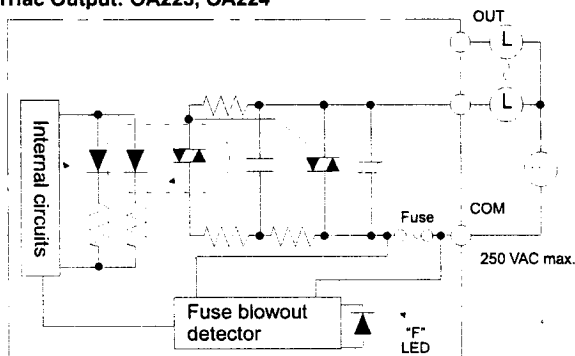 Triac Output: OA223, OA224
OUT
L
L
Internal circuits
Fuse
COM
250 VAC max.
Fuse blowout
detector
"F"
LED